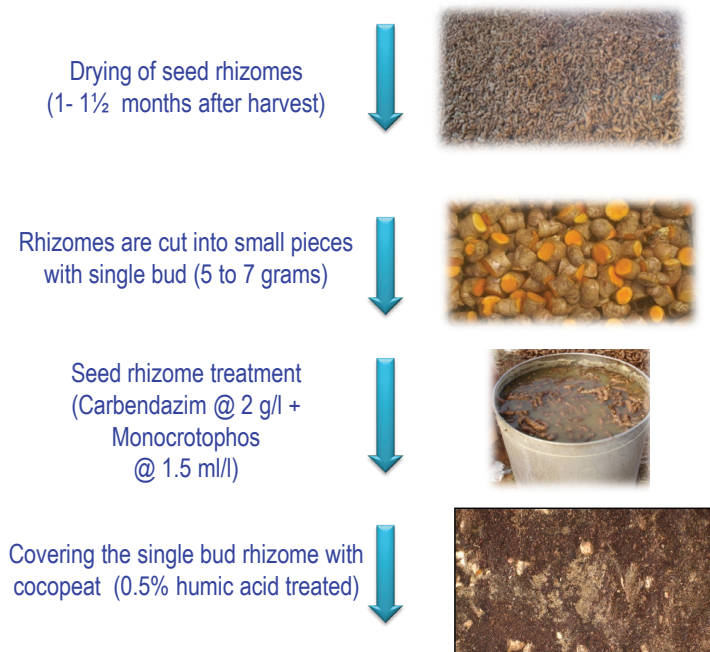 Drying of seed rhizomes
(1- 1½ months after harvest)
Rhizomes are cut into small pieces
with single bud (5 to 7 grams)
Seed rhizome treatment
(Carbendazim @ 2 g/l +
Monocrotophos
@ 1.5 ml/l)
Covering the single bud rhizome with
cocopeat (0.5% humic acid treated)